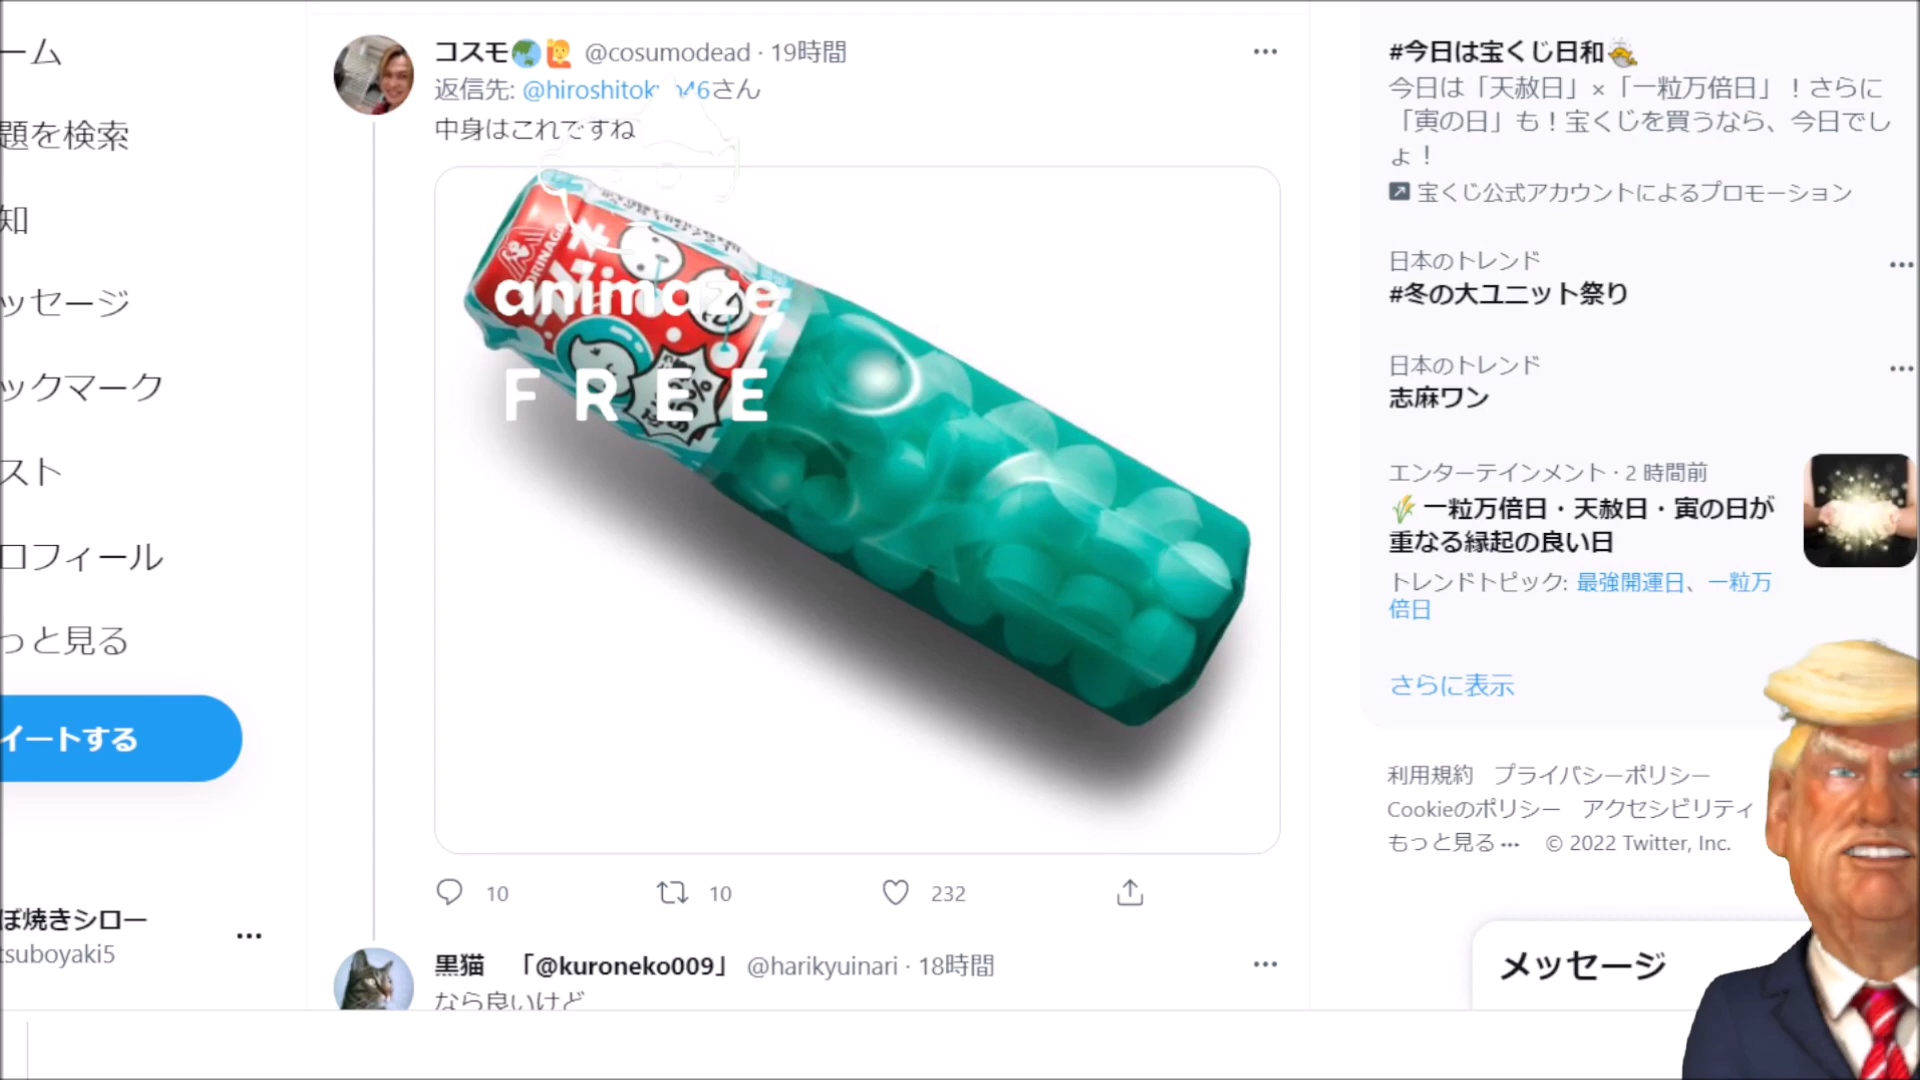 ーム
題を検索
知
ッセージ
ックマーク
スト
ロフィール
っと見る
イートする
ぼ焼きシロー
tsuboyaki5
コスモ🌏🙋 @cosumodead · 19時間
返信先:
さん
中身はこれですね
MORINAGA
animaze
FREE
10
10
232
黒猫 「@kuroneko009」 @harikyuinari · 18時間
なら良いけど
#今日は宝くじ日和
今日は「天赦日」×「一粒万倍日」！さらに
「寅の日」も！宝くじを買うなら、今日でし
ょ！
宝くじ公式アカウントによるプロモーション
日本のトレンド
#冬の大ユニット祭り
日本のトレンド
志麻ワン
エンターテインメント · 2 時間前
🌾 一粒万倍日・天赦日・寅の日が
重なる縁起の良い日
トレンドトピック: 最強開運日、一粒万
倍日
さらに表示
利用規約 プライバシーポリシー
Cookieのポリシー アクセシビリティ
もっと見る ··· © 2022 Twitter, Inc.
メッセージ